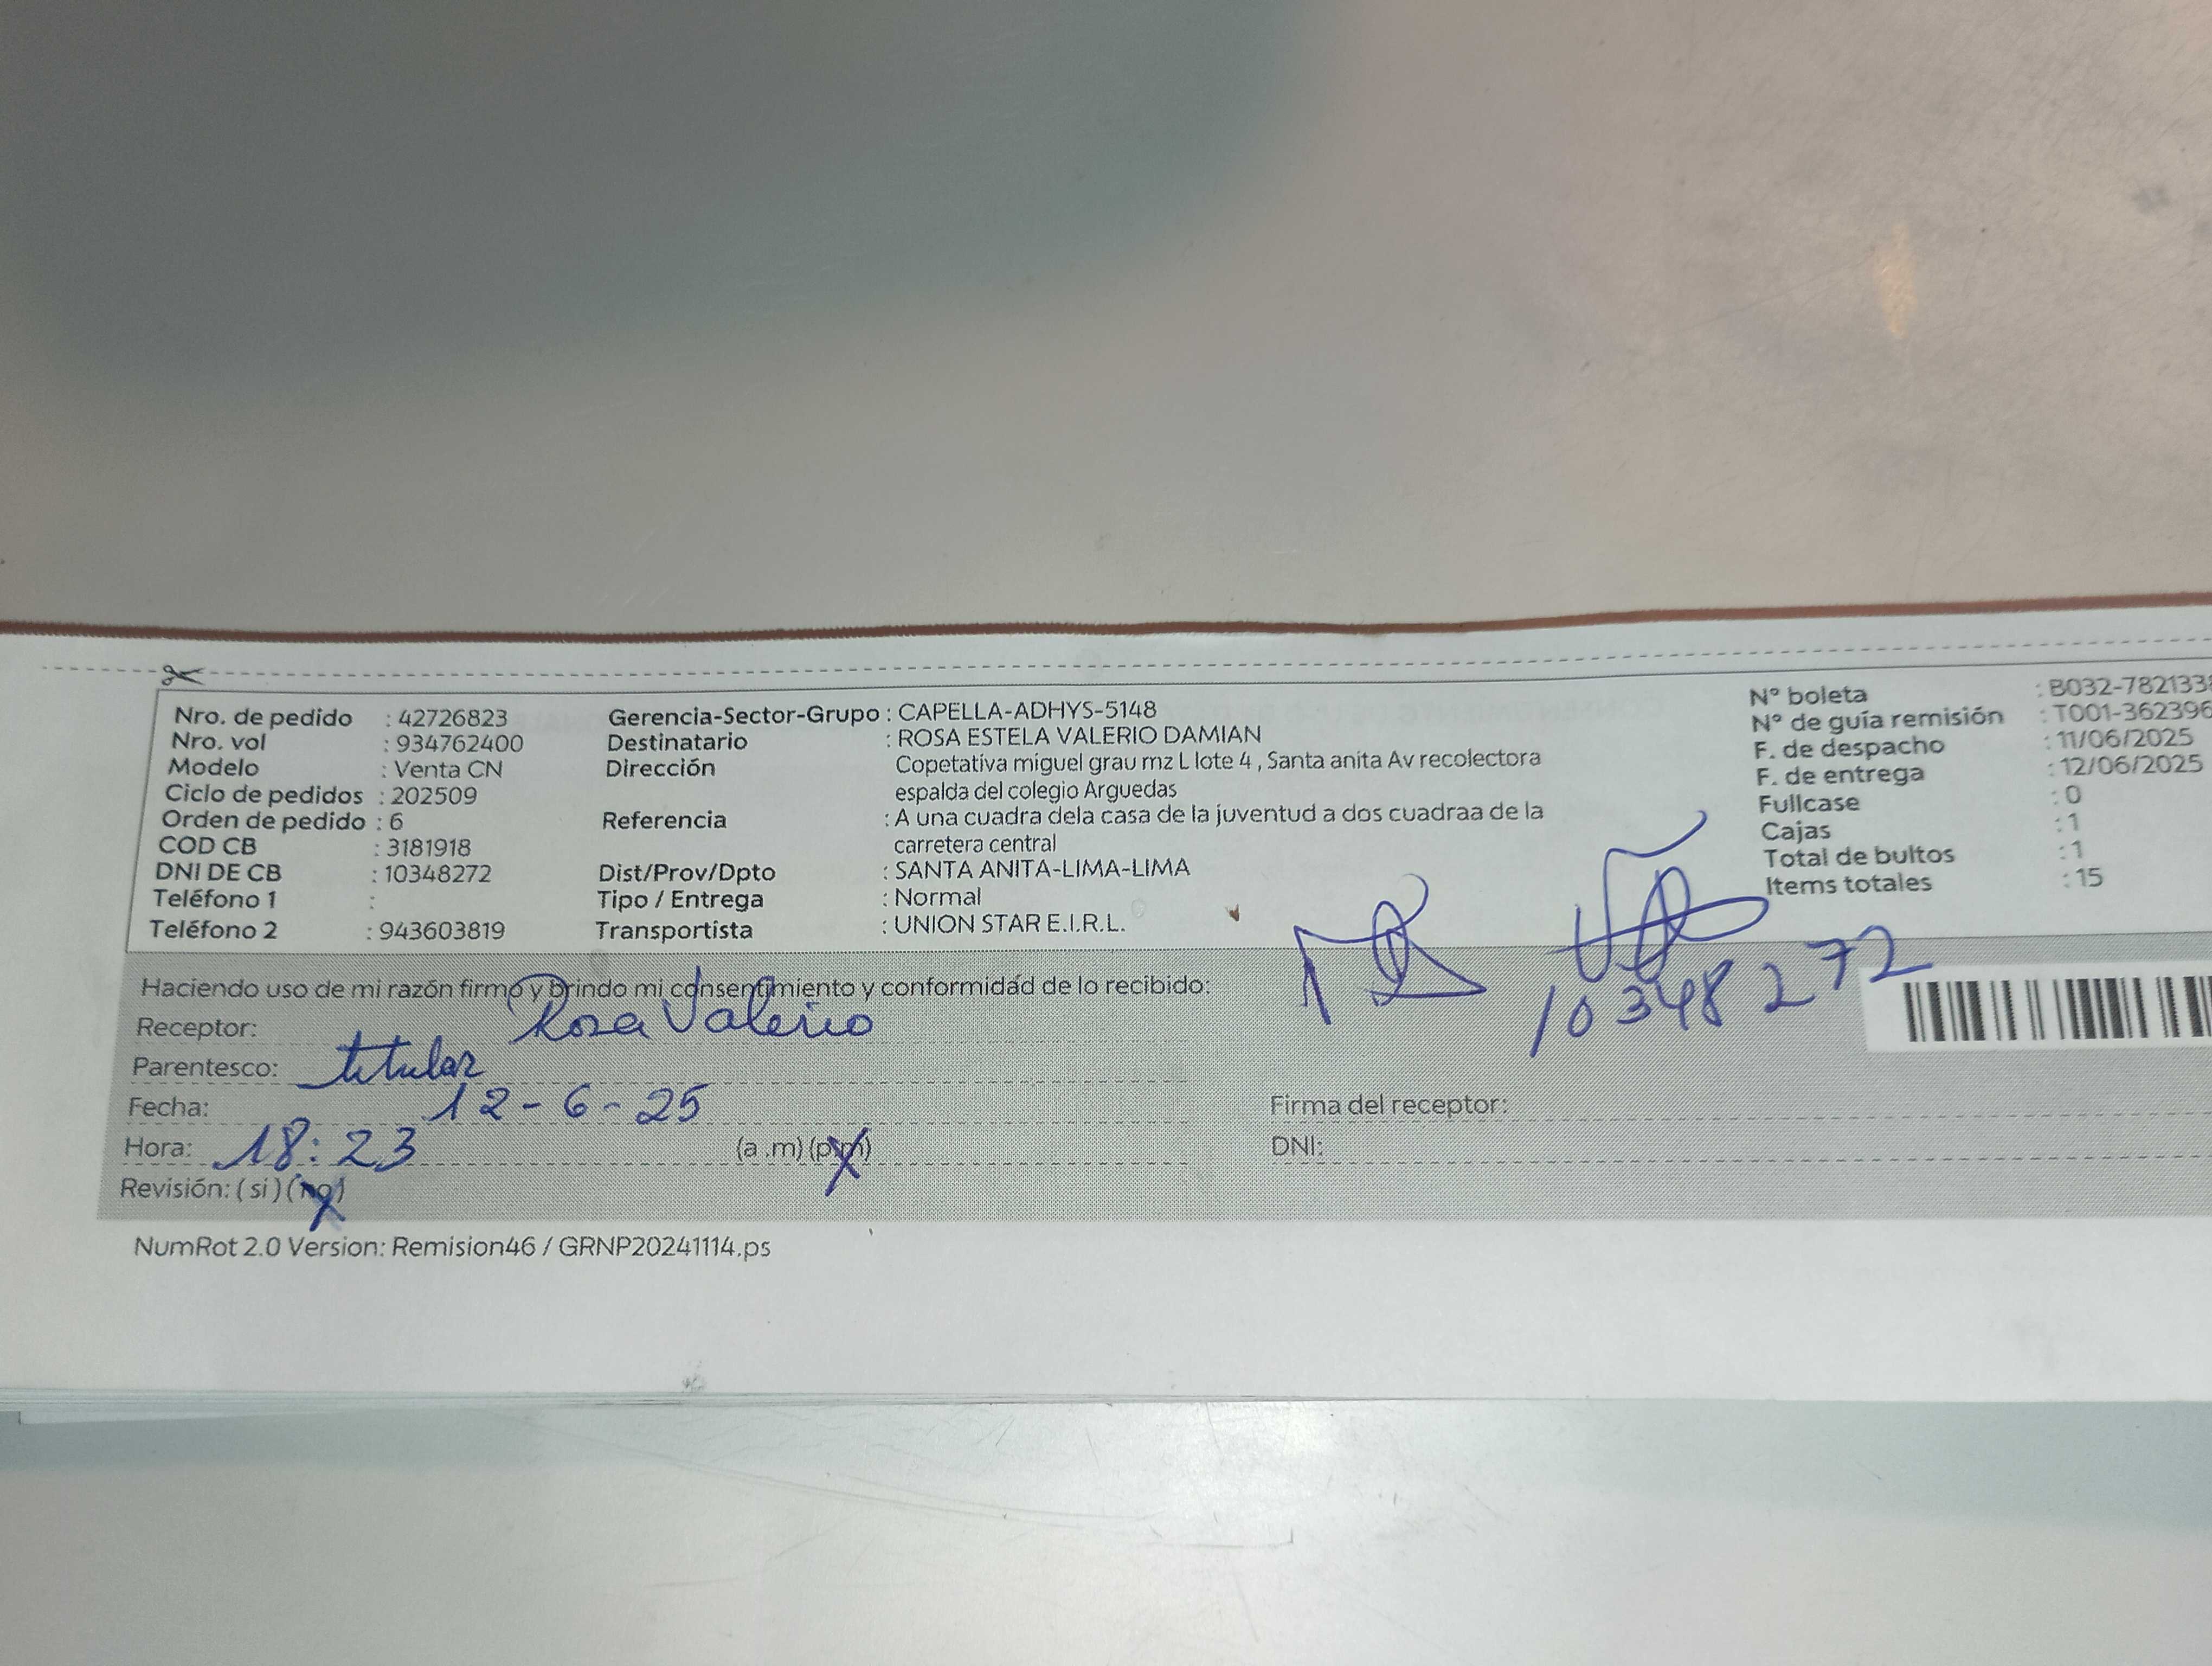 Nro. de pedido : 42726823
Nro. vol : 934762400
Modelo : Venta CN
Ciclo de pedidos : 202509
Orden de pedido : 6
COD CB : 3181918
DNI DE CB : 10348272
Teléfono 1 :
Teléfono 2 : 943603819
Gerencia-Sector-Grupo : CAPELLA-ADHYS-5148
Destinatario : ROSA ESTELA VALERIO DAMIAN
Dirección Copetativa miguel grau mz L lote 4 , Santa anita Av recolectora
espalda del colegio Arguedas
Referencia : A una cuadra dela casa de la juventud a dos cuadraa de la
carretera central
Dist/Prov/Dpto : SANTA ANITA-LIMA-LIMA
Tipo / Entrega : Normal
Transportista : UNION STAR E.I.R.L.
N° boleta : B032-782133
N° de guía remisión : T001-362396
F. de despacho : 11/06/2025
F. de entrega : 12/06/2025
Fullcase : 0
Cajas : 1
Total de bultos : 1
Items totales : 15
Haciendo uso de mi razón firmo y brindo mi consentimiento y conformidad de lo recibido:
Receptor: Rosa Valerio
Parentesco: titular
Fecha: 12-6-25
Hora: 18:23 (a .m) (p.m)
Revisión: ( si ) ( no )
10348272
Firma del receptor:
DNI:
NumRot 2.0 Version: Remision46 / GRNP20241114.ps